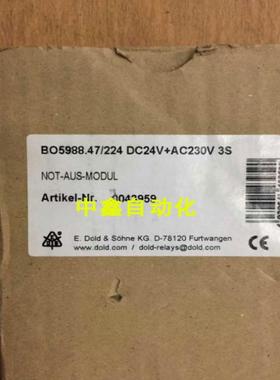 BO5988.47/224 DC24V+AC230V 3S
NOT-AUS-MODUL
Artikel-Nr. 0043959
中鑫自动化
E. Dold & Söhne KG. D-78120 Furtwangen
www.dold.com • dold-relays@dold.com